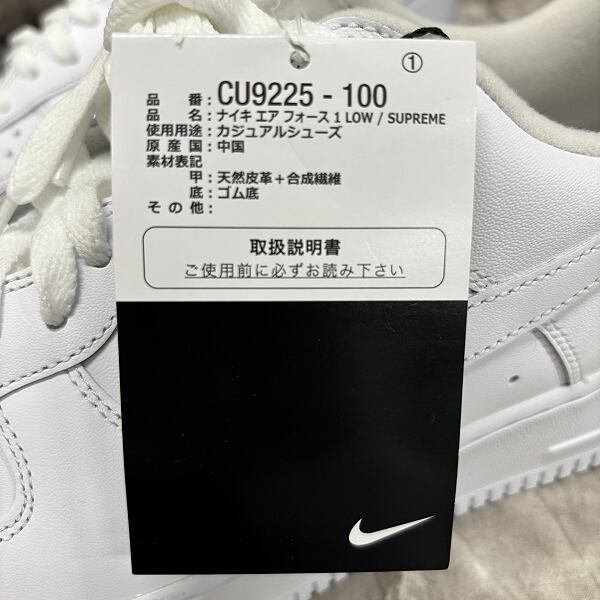 ①
品 番：CU9225 - 100
品 名：ナイキ エア フォース 1 LOW / SUPREME
使用用途：カジュアルシューズ
原 産 国：中国
素材表記
甲：天然皮革＋合成繊維
底：ゴム底
そ の 他：
取扱説明書
ご使用前に必ずお読み下さい